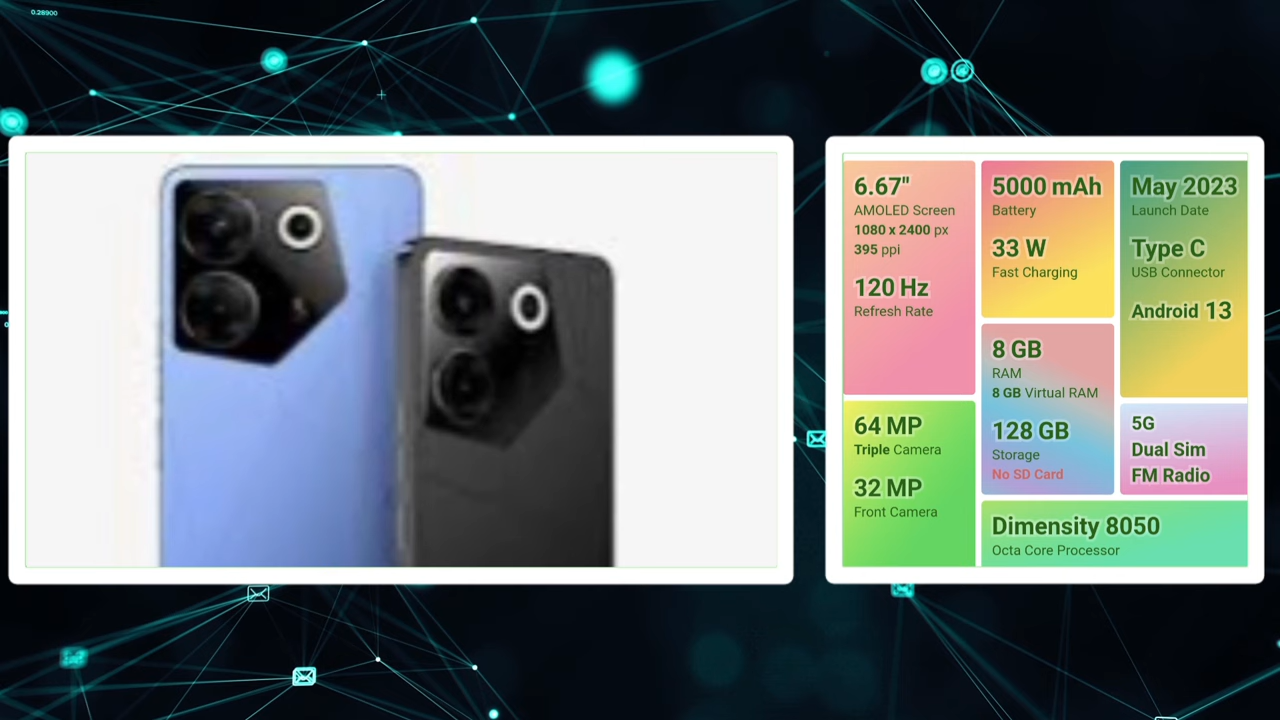 0.28900
6.67"
AMOLED Screen
1080 x 2400 px
395 ppi
120 Hz
Refresh Rate
64 MP
Triple Camera
32 MP
Front Camera
5000 mAh
Battery
33 W
Fast Charging
8 GB
RAM
8 GB Virtual RAM
128 GB
Storage
No SD Card
May 2023
Launch Date
Type C
USB Connector
Android 13
5G
Dual Sim
FM Radio
Dimensity 8050
Octa Core Processor